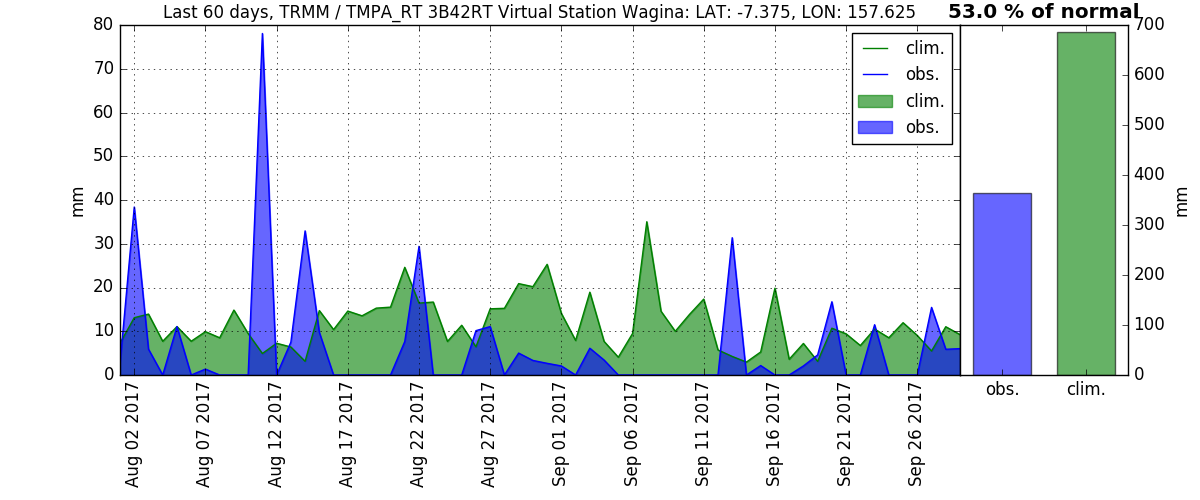 Last 60 days, TRMM / TMPA_RT 3B42RT Virtual Station Wagina: LAT: -7.375, LON: 157.625
53.0 % of normal
mm
80
70
60
50
40
30
20
10
0
clim.
obs.
clim.
obs.
Aug 02 2017
Aug 07 2017
Aug 12 2017
Aug 17 2017
Aug 22 2017
Aug 27 2017
Sep 01 2017
Sep 06 2017
Sep 11 2017
Sep 16 2017
Sep 21 2017
Sep 26 2017
obs.
clim.
700
600
500
400
300
200
100
0
mm